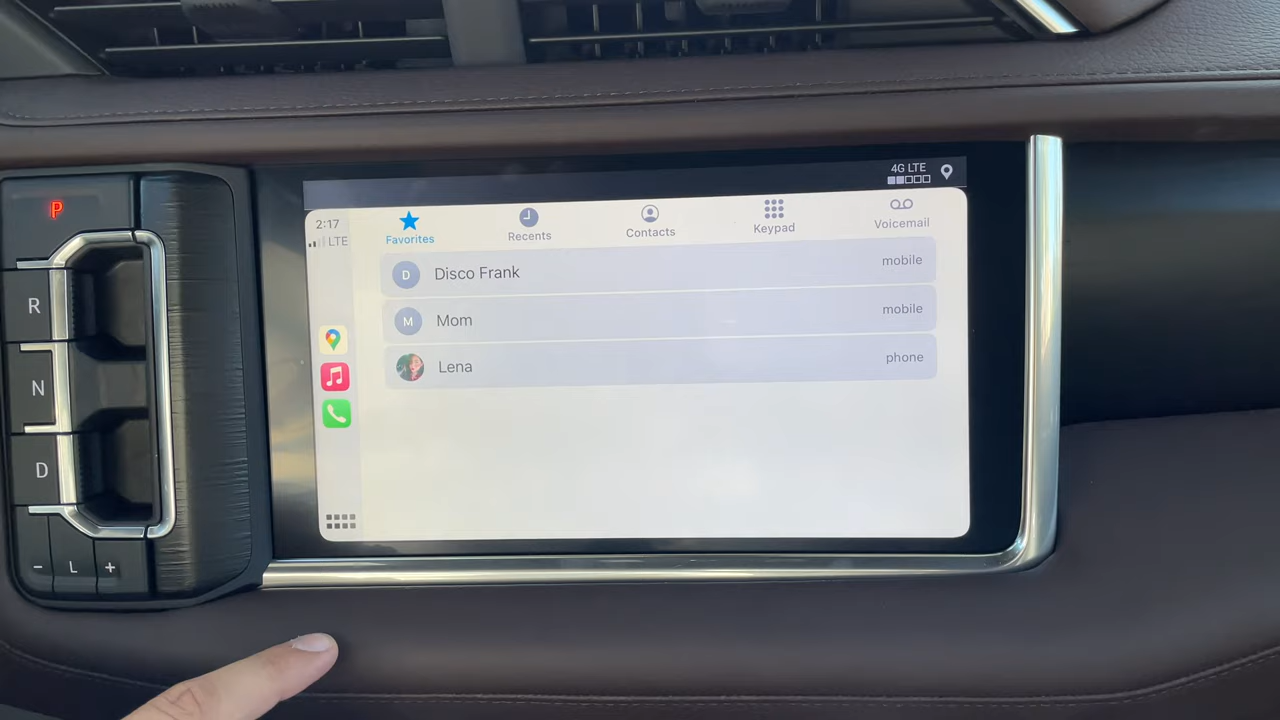 P
R
N
D
− L +
4G LTE
2:17
LTE
Favorites
Recents
Contacts
Keypad
Voicemail
D Disco Frank mobile
M Mom mobile
Lena phone